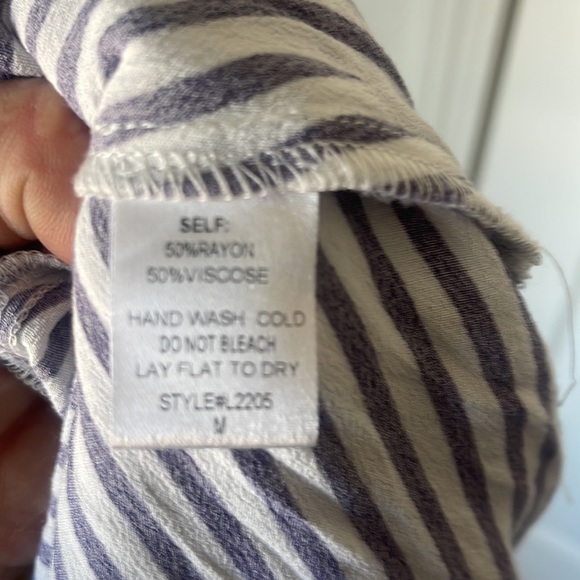 SELF:
50%RAYON
50%VISCOSE
HAND WASH COLD
DO NOT BLEACH
LAY FLAT TO DRY
STYLE#L2205
M